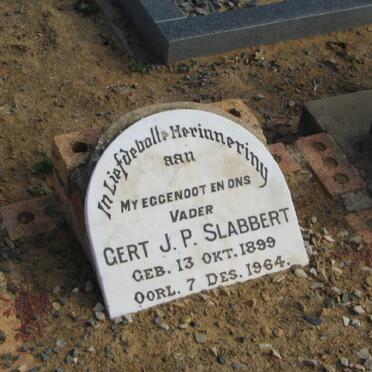 In Liefdevolle Herinnering
aan
My eggenoot en ons
Vader
Gert J. P. Slabbert
Geb. 13 Okt. 1899
Oorl. 7 Des. 1964.